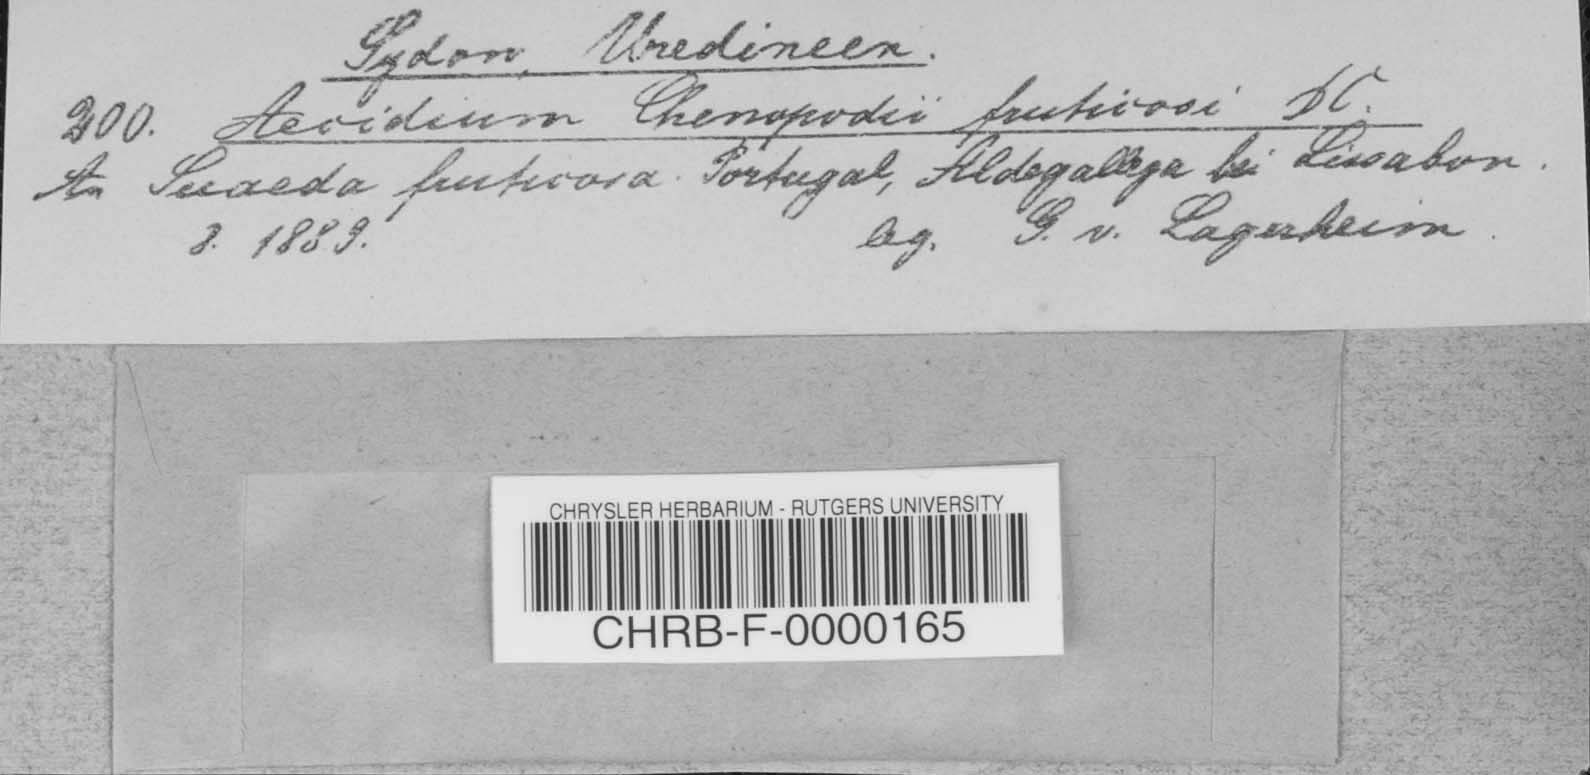 Sydow, Uredineen.
200. Aecidium Chenopodii fruticosi DC.
An Suaeda fruticosa. Portugal, Aldegallega bei Lissabon.
3. 1889. leg. G. v. Lagerheim.
CHRYSLER HERBARIUM - RUTGERS UNIVERSITY
CHRB-F-0000165